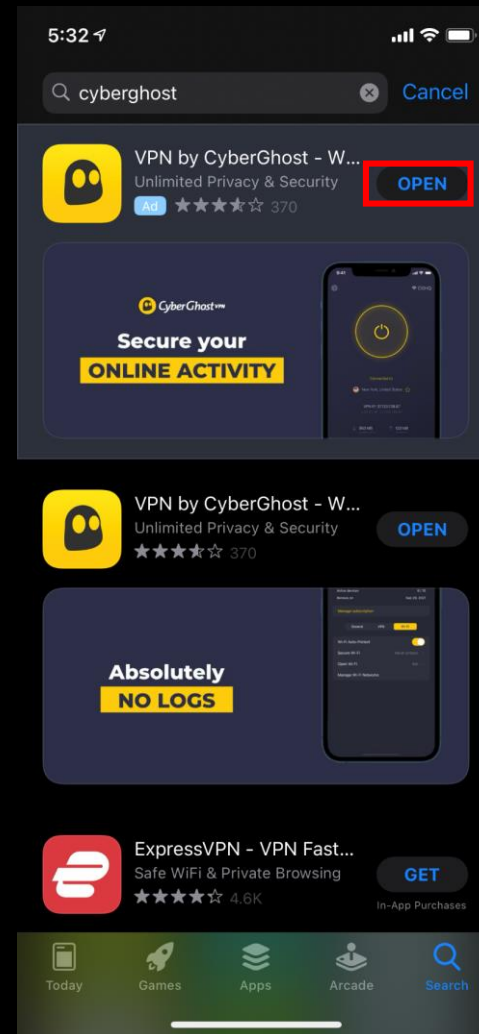 5:32
cyberghost
Cancel
VPN by CyberGhost - W...
Unlimited Privacy & Security
OPEN
Ad
370
CyberGhost VPN
Secure your
ONLINE ACTIVITY
VPN by CyberGhost - W...
Unlimited Privacy & Security
OPEN
370
Absolutely
NO LOGS
ExpressVPN - VPN Fast...
Safe WiFi & Private Browsing
GET
4.6K
In-App Purchases
Today
Games
Apps
Arcade
Search